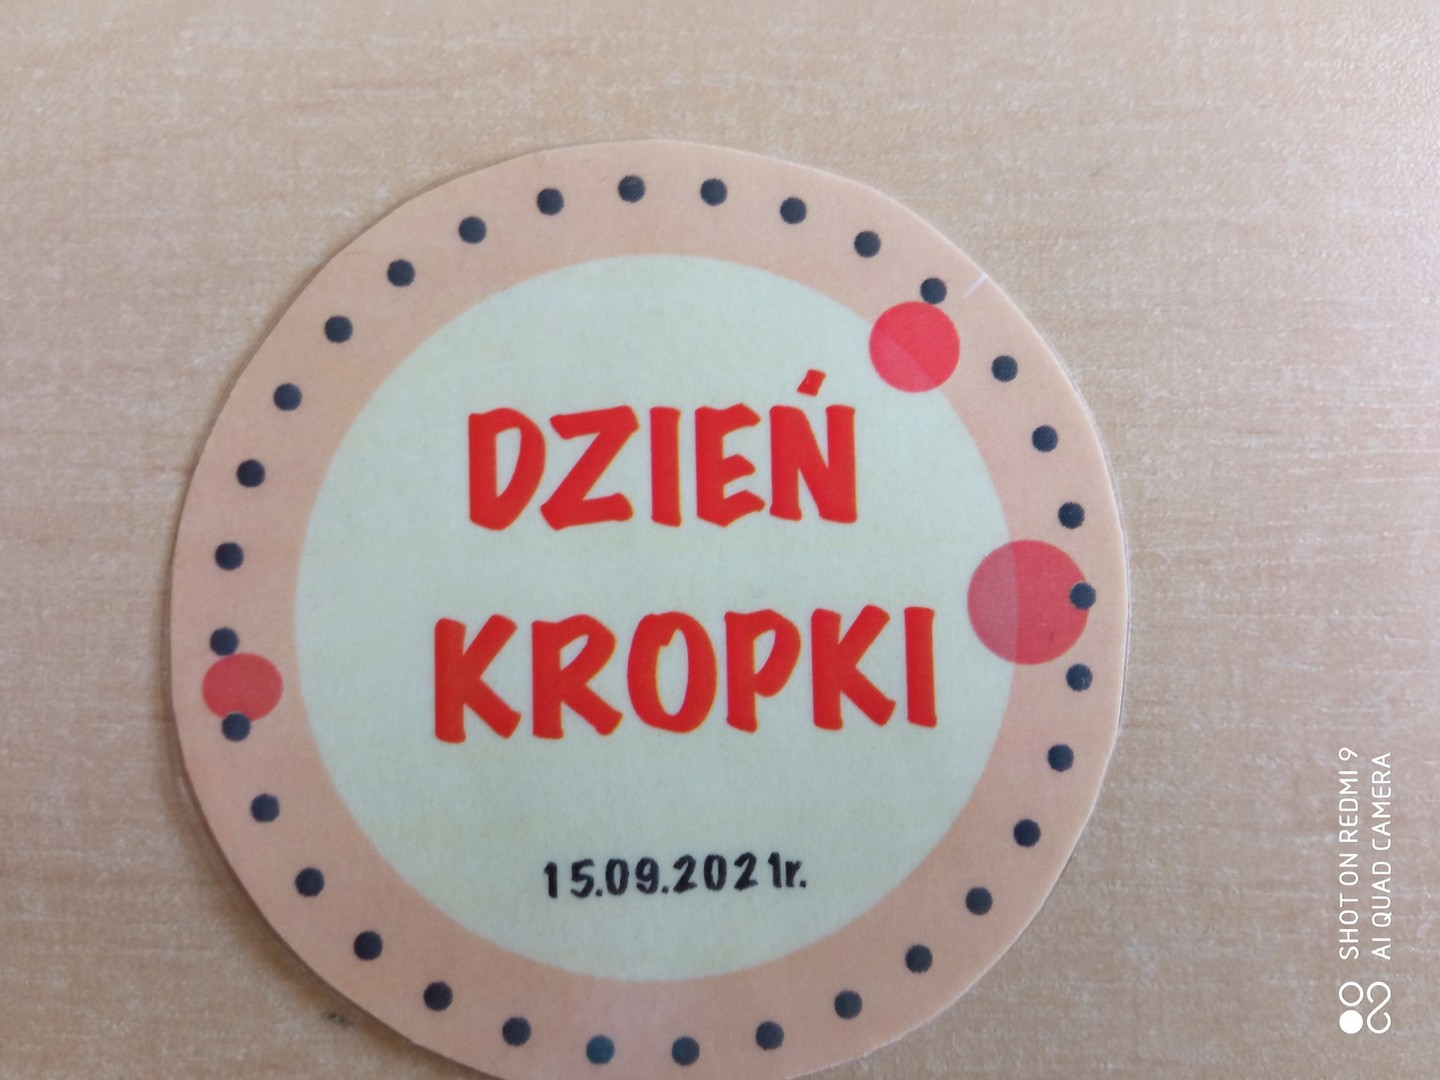 DZIEŃ
KROPKI
15.09.2021r.
SHOT ON REDMI 9
AI QUAD CAMERA